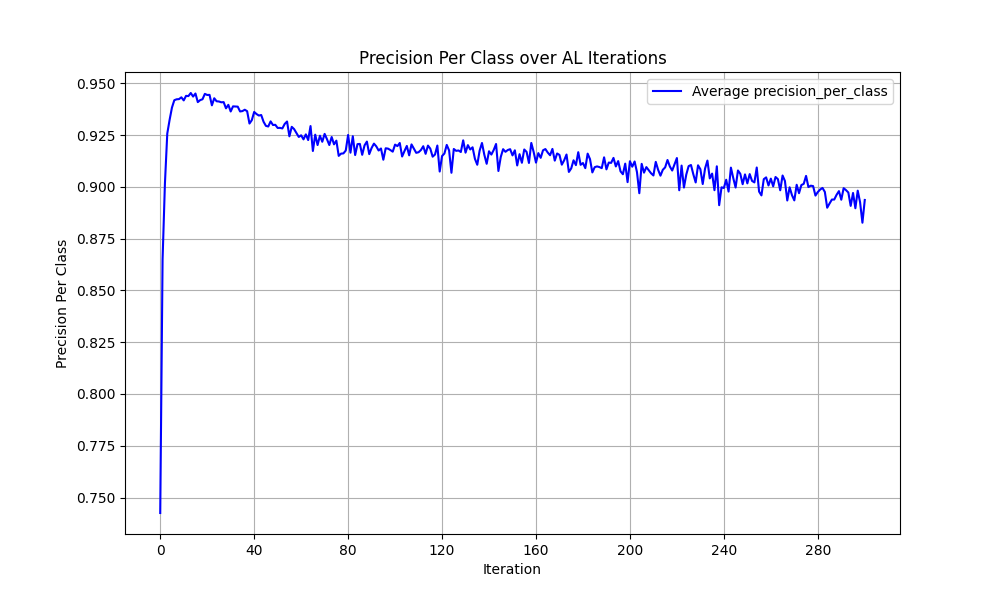 Precision Per Class over AL Iterations
Average precision_per_class
Precision Per Class
0.950
0.925
0.900
0.875
0.850
0.825
0.800
0.775
0.750
0 40 80 120 160 200 240 280
Iteration